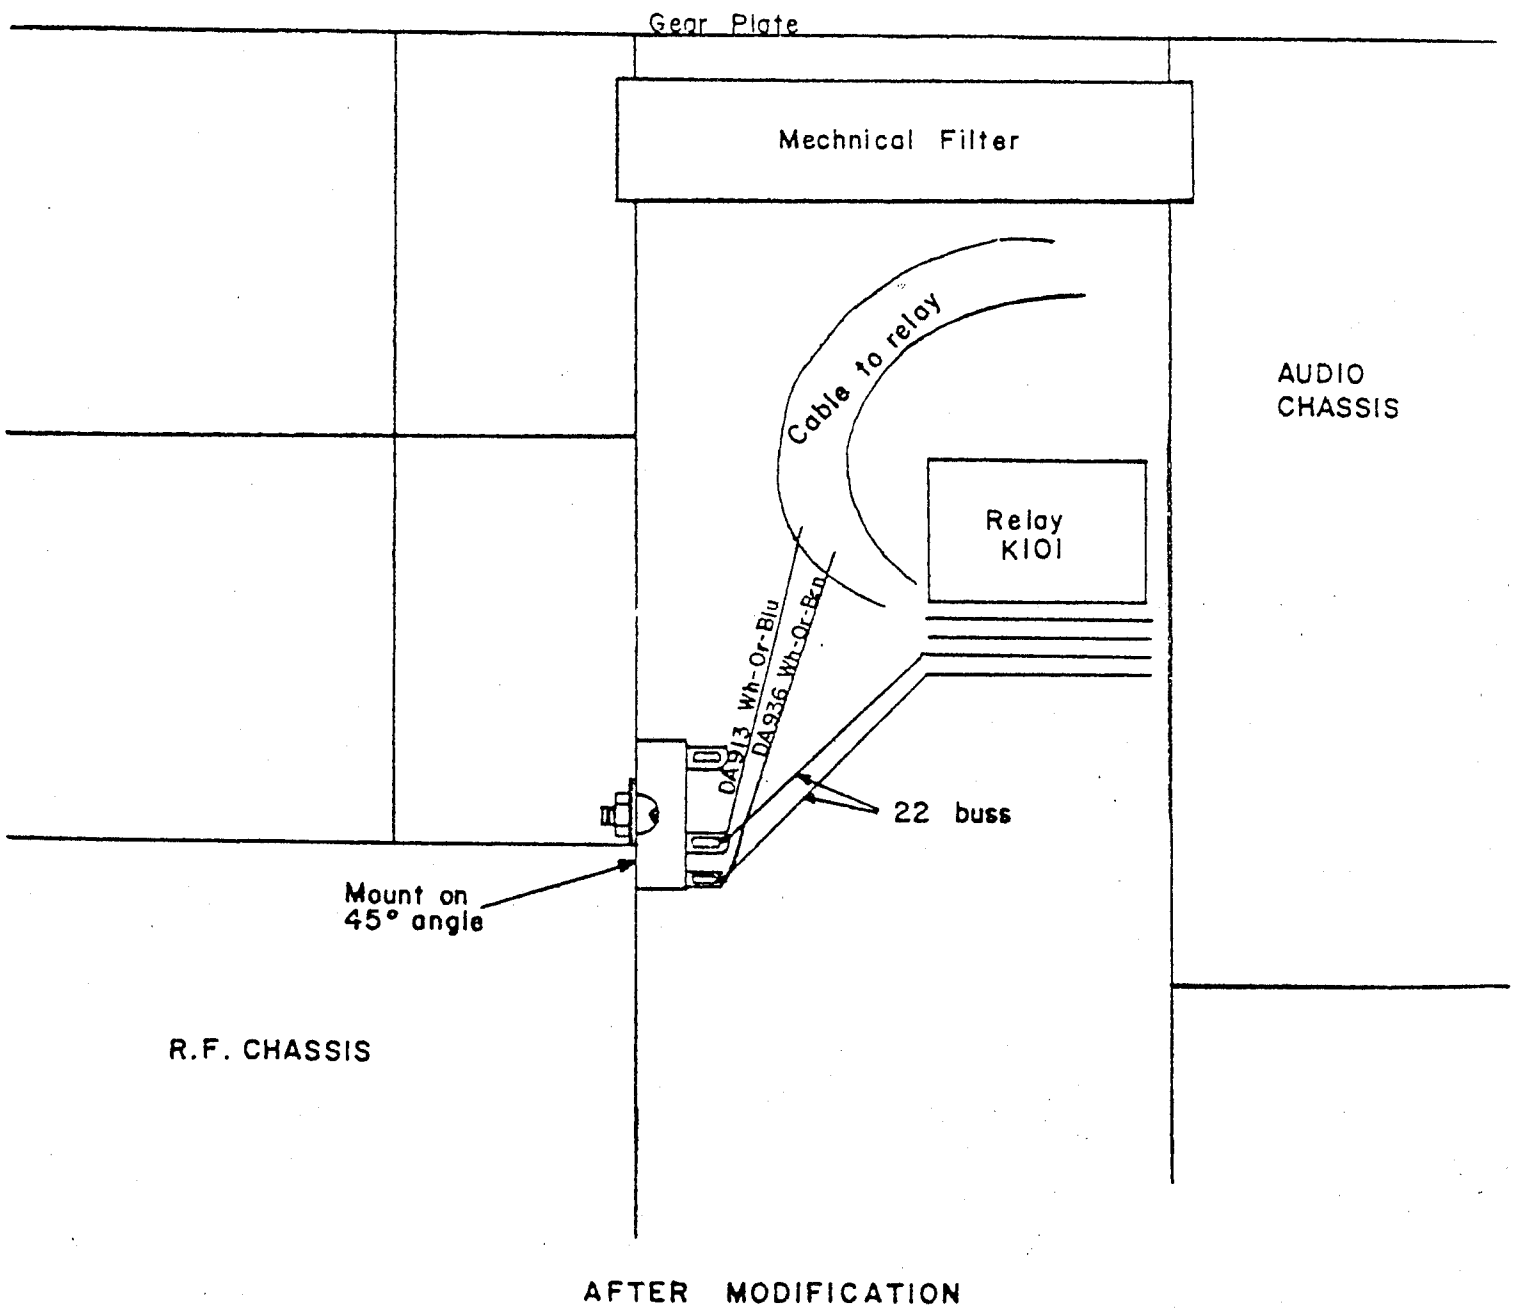 Gear Plate
Mechnical Filter
Cable to relay
AUDIO
CHASSIS
Relay
K101
DA913 Wh-Or-Blu
DA936 Wh-Or-Brn
22 buss
Mount on
45° angle
R.F. CHASSIS
AFTER MODIFICATION